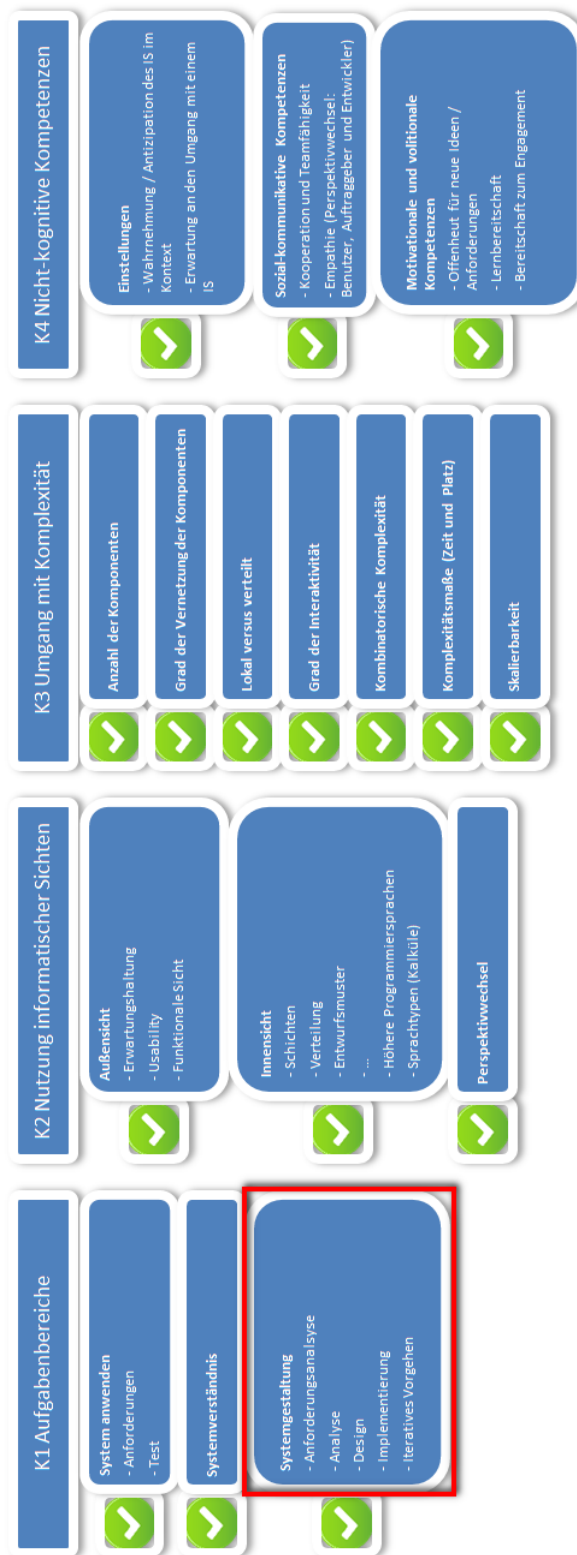 K1 Aufgabenbereiche
System anwenden
- Anforderungen
- Test
Systemverständnis
Systemgestaltung
- Anforderungsanalsyse
- Analyse
- Design
- Implementierung
- Iteratives Vorgehen
K2 Nutzung informatischer Sichten
Außensicht
- Erwartungshaltung
- Usability
- Funktionale Sicht
Innensicht
- Schichten
- Verteilung
- Entwurfsmuster
- ...
- Höhere Programmiersprachen
- Sprachtypen (Kalküle)
Perspektivwechsel
K3 Umgang mit Komplexität
Anzahl der Komponenten
Grad der Vernetzung der Komponenten
Lokal versus verteilt
Grad der Interaktivität
Kombinatorische Komplexität
Komplexitätsmaße (Zeit und Platz)
Skalierbarkeit
K4 Nicht-kognitive Kompetenzen
Einstellungen
- Wahrnehmung / Antizipation des IS im
Kontext
- Erwartung an den Umgang mit einem
IS
Sozial-kommunikative Kompetenzen
- Kooperation und Teamfähigkeit
- Empathie (Perspektivwechsel:
Benutzer, Auftraggeber und Entwickler)
Motivationale und volitionale
Kompetenzen
- Offenheut für neue Ideen /
Anforderungen
- Lernbereitschaft
- Bereitschaft zum Engagement